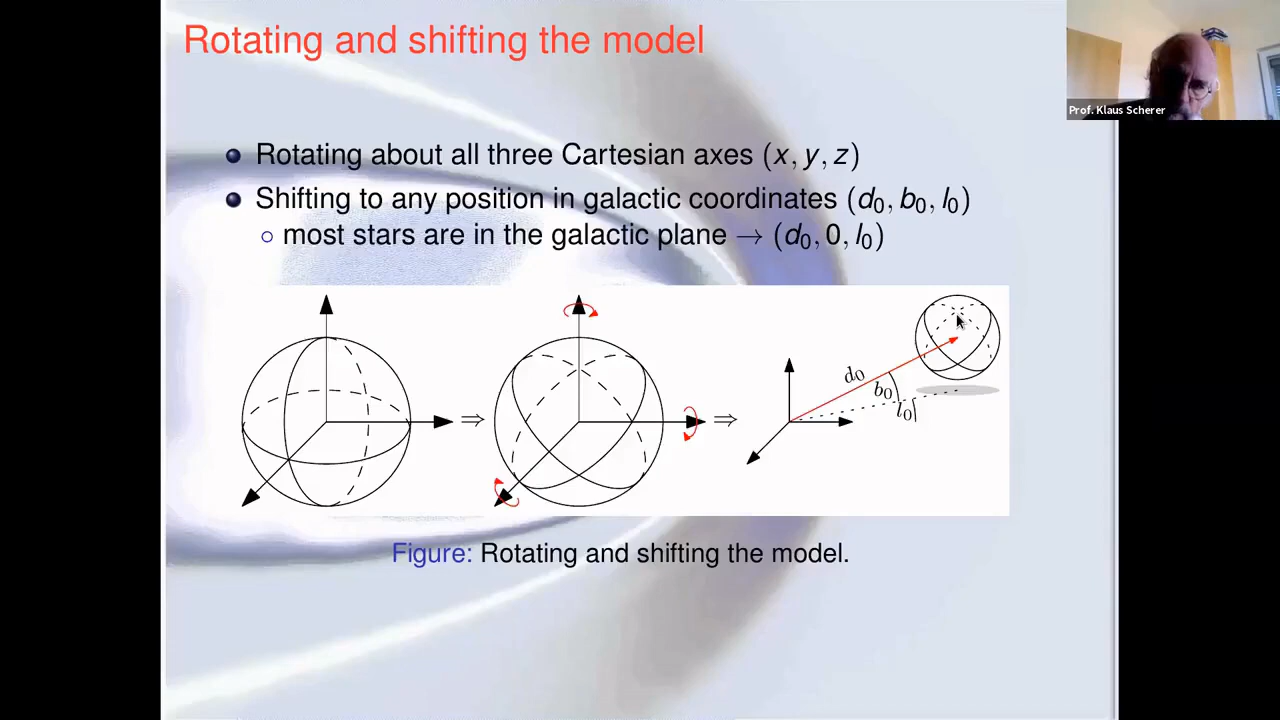 Rotating and shifting the model
Prof. Klaus Scherer
Rotating about all three Cartesian axes (x, y, z)
Shifting to any position in galactic coordinates (d₀, b₀, l₀)
most stars are in the galactic plane → (d₀, 0, l₀)
⇒ ⇒
d₀
b₀
l₀
Figure: Rotating and shifting the model.